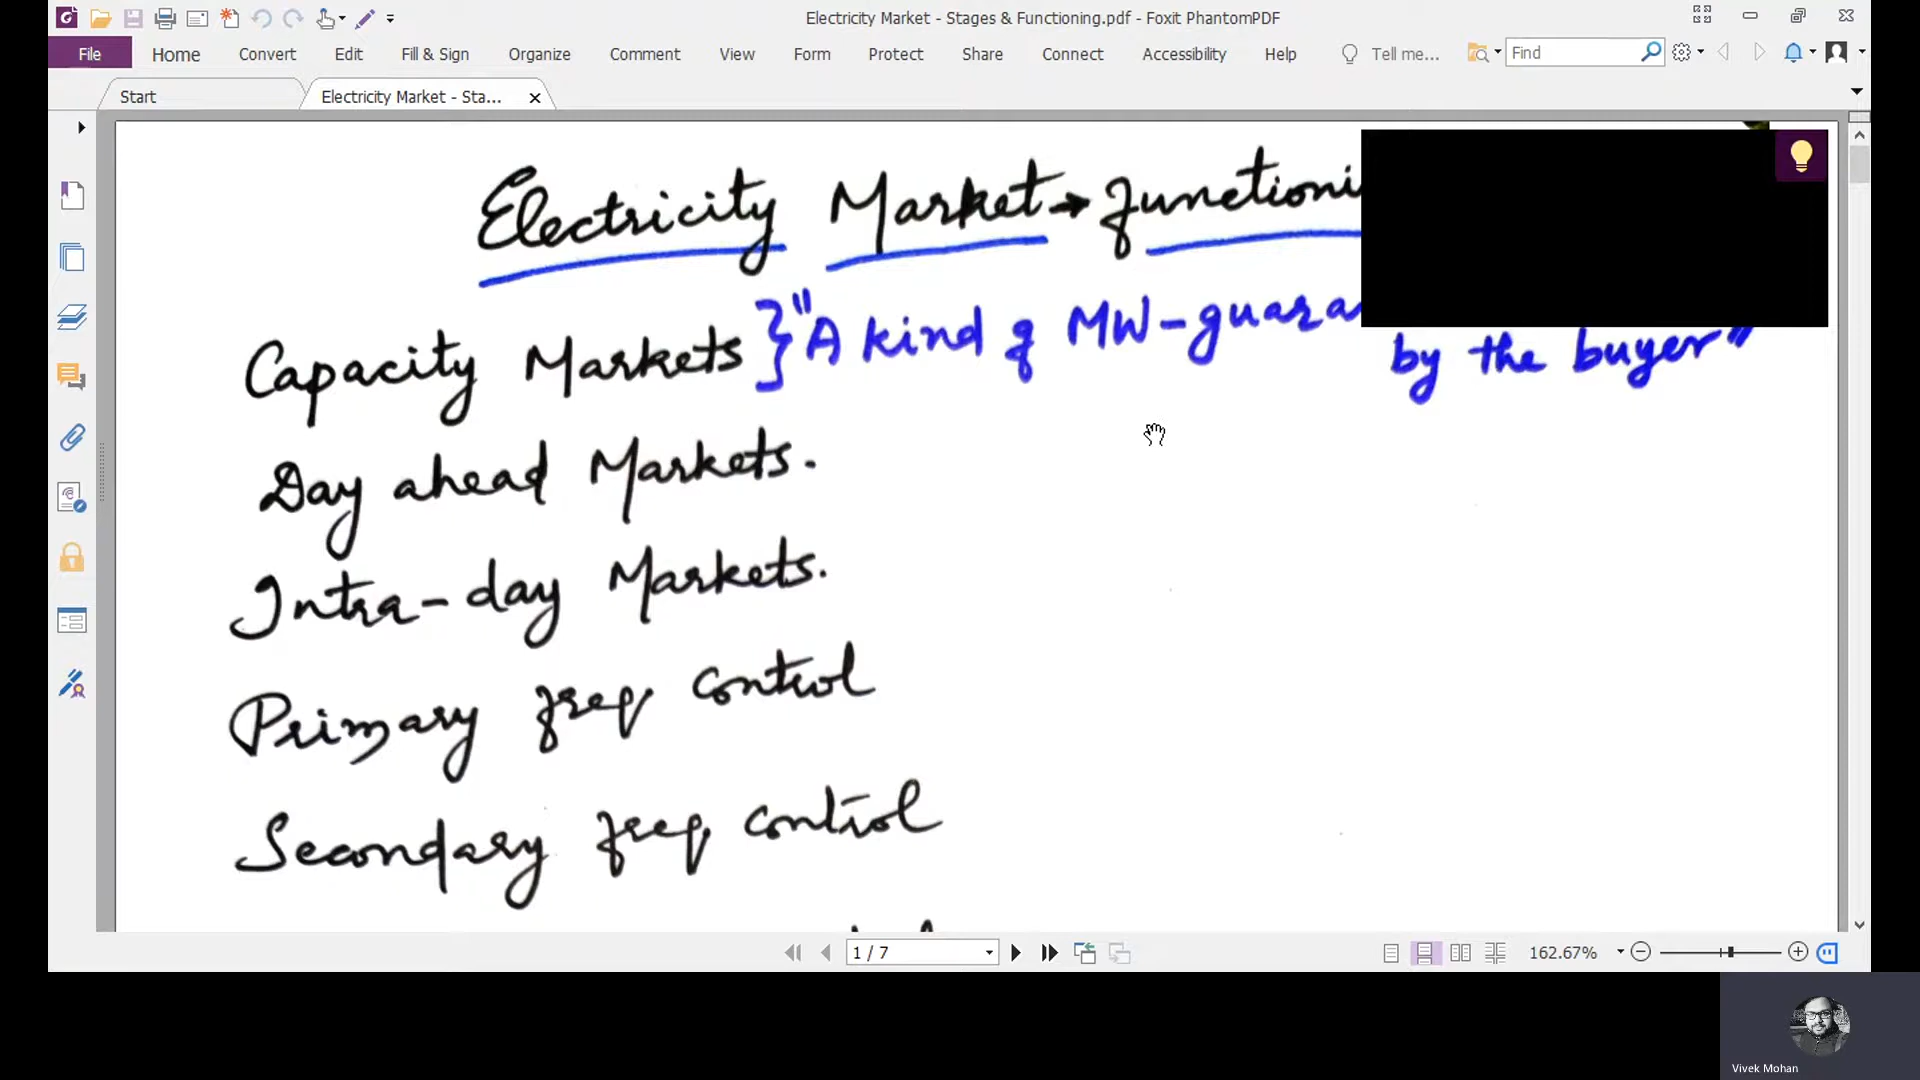 Electricity Market - Stages & Functioning.pdf - Foxit PhantomPDF
File Home Convert Edit Fill & Sign Organize Comment View Form Protect Share Connect Accessibility Help Tell me... Find
Start Electricity Market - Sta...
Electricity Market → functioni
Capacity Markets } "A kind of MW-guara
by the buyer"
Day ahead Markets.
Intra-day Markets.
Primary freq control
Secondary freq control
1 / 7 162.67%
Vivek Mohan